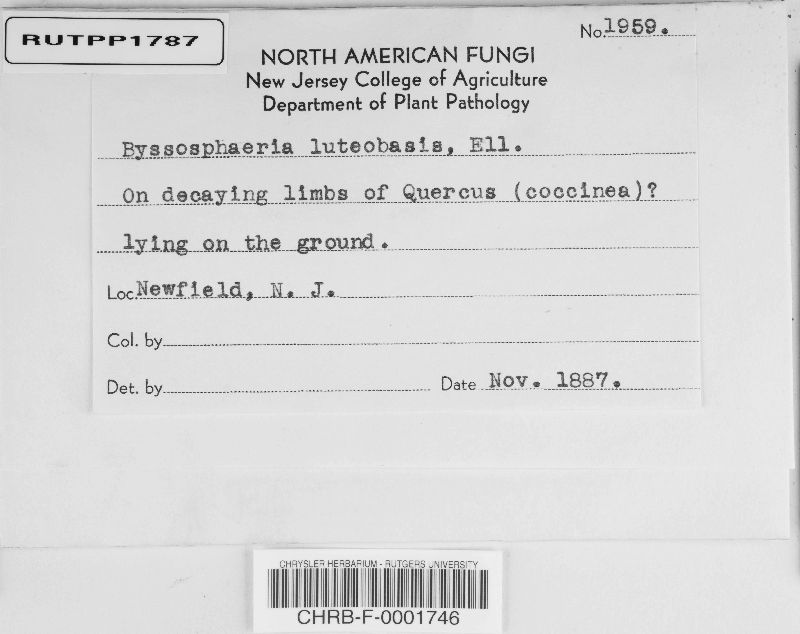 RUTPP1787
No. 1959.
NORTH AMERICAN FUNGI
New Jersey College of Agriculture
Department of Plant Pathology
Byssosphaeria luteobasis, Ell.
On decaying limbs of Quercus (coccinea)?
lying on the ground.
Loc. Newfield, N. J.
Col. by
Det. by Date Nov. 1887.
CHRYSLER HERBARIUM - RUTGERS UNIVERSITY
CHRB-F-0001746